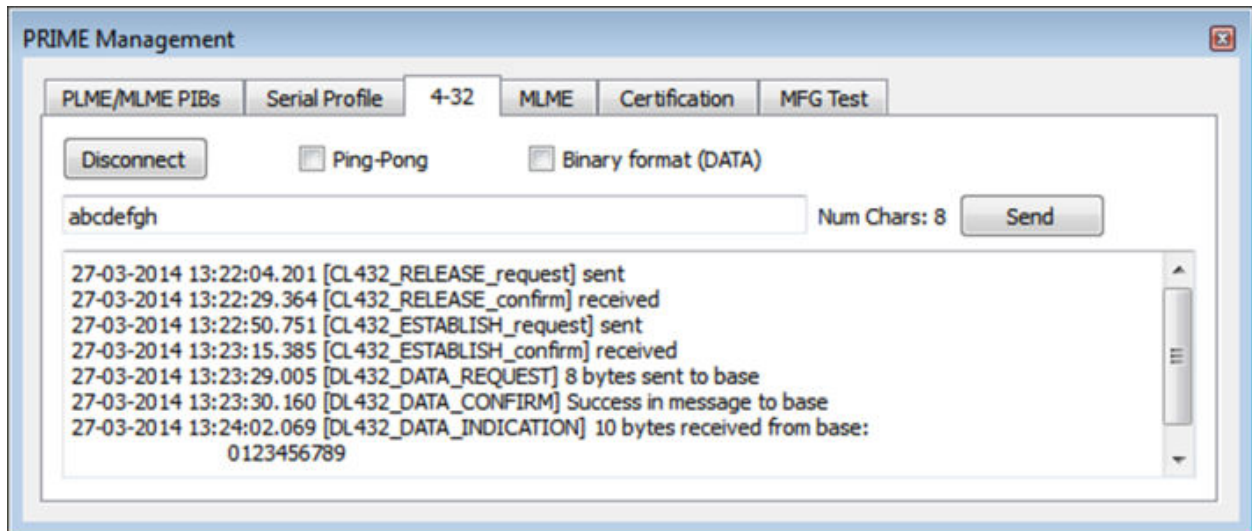 PRIME Management
PLME/MLME PIBs Serial Profile 4-32 MLME Certification MFG Test
Disconnect Ping-Pong Binary format (DATA)
abcdefgh Num Chars: 8 Send
27-03-2014 13:22:04.201 [CL432_RELEASE_request] sent
27-03-2014 13:22:29.364 [CL432_RELEASE_confirm] received
27-03-2014 13:22:50.751 [CL432_ESTABLISH_request] sent
27-03-2014 13:23:15.385 [CL432_ESTABLISH_confirm] received
27-03-2014 13:23:29.005 [DL432_DATA_REQUEST] 8 bytes sent to base
27-03-2014 13:23:30.160 [DL432_DATA_CONFIRM] Success in message to base
27-03-2014 13:24:02.069 [DL432_DATA_INDICATION] 10 bytes received from base:
0123456789